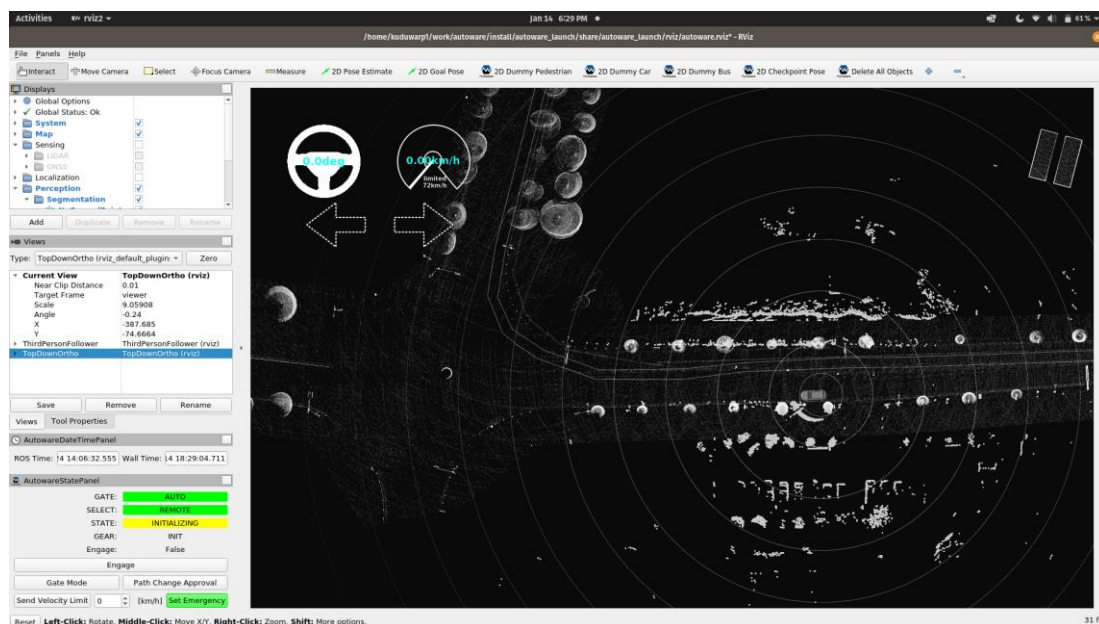 Activities rviz2 Jan 14 6:29 PM 61%
/home/kuduwarp1/work/autoware/install/autoware_launch/share/autoware_launch/rviz/autoware.rviz* - RViz
File Panels Help
Interact Move Camera Select Focus Camera Measure 2D Pose Estimate 2D Goal Pose 2D Dummy Pedestrian 2D Dummy Car 2D Dummy Bus 2D Checkpoint Pose Delete All Objects
Displays
Global Options
Global Status: Ok
System
Map
Sensing
LiDAR
GNSS
Localization
Perception
Segmentation
Add Duplicate Remove Rename
Views
Type: TopDownOrtho (rviz_default_plugin Zero
Current View TopDownOrtho (rviz)
Near Clip Distance 0.01
Target Frame viewer
Scale 9.05908
Angle -0.24
X -387.685
Y -74.6664
ThirdPersonFollower ThirdPersonFollower (rviz)
TopDownOrtho TopDownOrtho (rviz)
Save Remove Rename
Views Tool Properties
AutowareDateTimePanel
ROS Time: 4 14:06:32.555 Wall Time: 14 18:29:04.711
AutowareStatePanel
GATE: AUTO
SELECT: REMOTE
STATE: INITIALIZING
GEAR: INIT
Engage: False
Engage
Gate Mode Path Change Approval
Send Velocity Limit 0 [km/h] Set Emergency
Reset Left-Click: Rotate. Middle-Click: Move X/Y. Right-Click: Zoom. Shift: More options. 31 f
0.0deg
0.00km/h
limited
72km/h